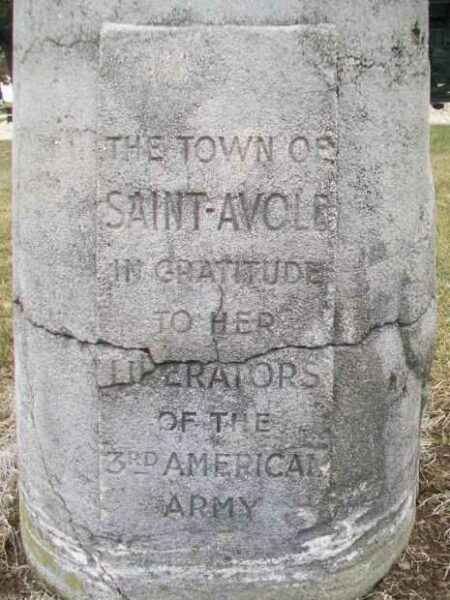 THE TOWN OF
SAINT-AVOLD
IN GRATITUDE
TO HER
LIBERATORS
OF THE
3RD AMERICAN
ARMY